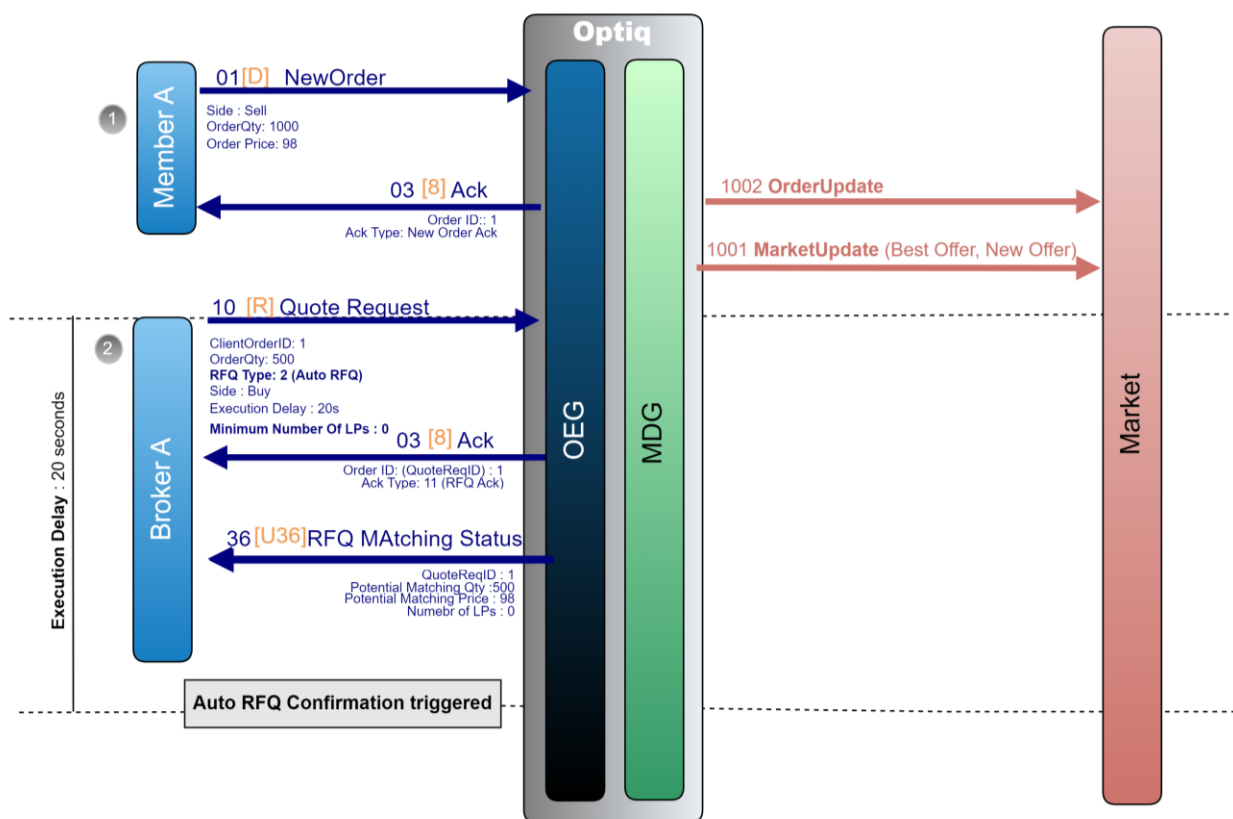 Optiq
01 [D] NewOrder
Side : Sell
OrderQty: 1000
Order Price: 98
1
Member A
03 [8] Ack
Order ID:: 1
Ack Type: New Order Ack
1002 OrderUpdate
1001 MarketUpdate (Best Offer, New Offer)
10 [R] Quote Request
2
ClientOrderID: 1
OrderQty: 500
RFQ Type: 2 (Auto RFQ)
Side : Buy
Execution Delay : 20s
Minimum Number Of LPs : 0
03 [8] Ack
Order ID: (QuoteReqID) : 1
Ack Type: 11 (RFQ Ack)
Broker A
Execution Delay : 20 seconds
36 [U36] RFQ MAtching Status
QuoteReqID : 1
Potential Matching Qty :500
Potential Matching Price : 98
Numebr of LPs : 0
OEG
MDG
Market
Auto RFQ Confirmation triggered